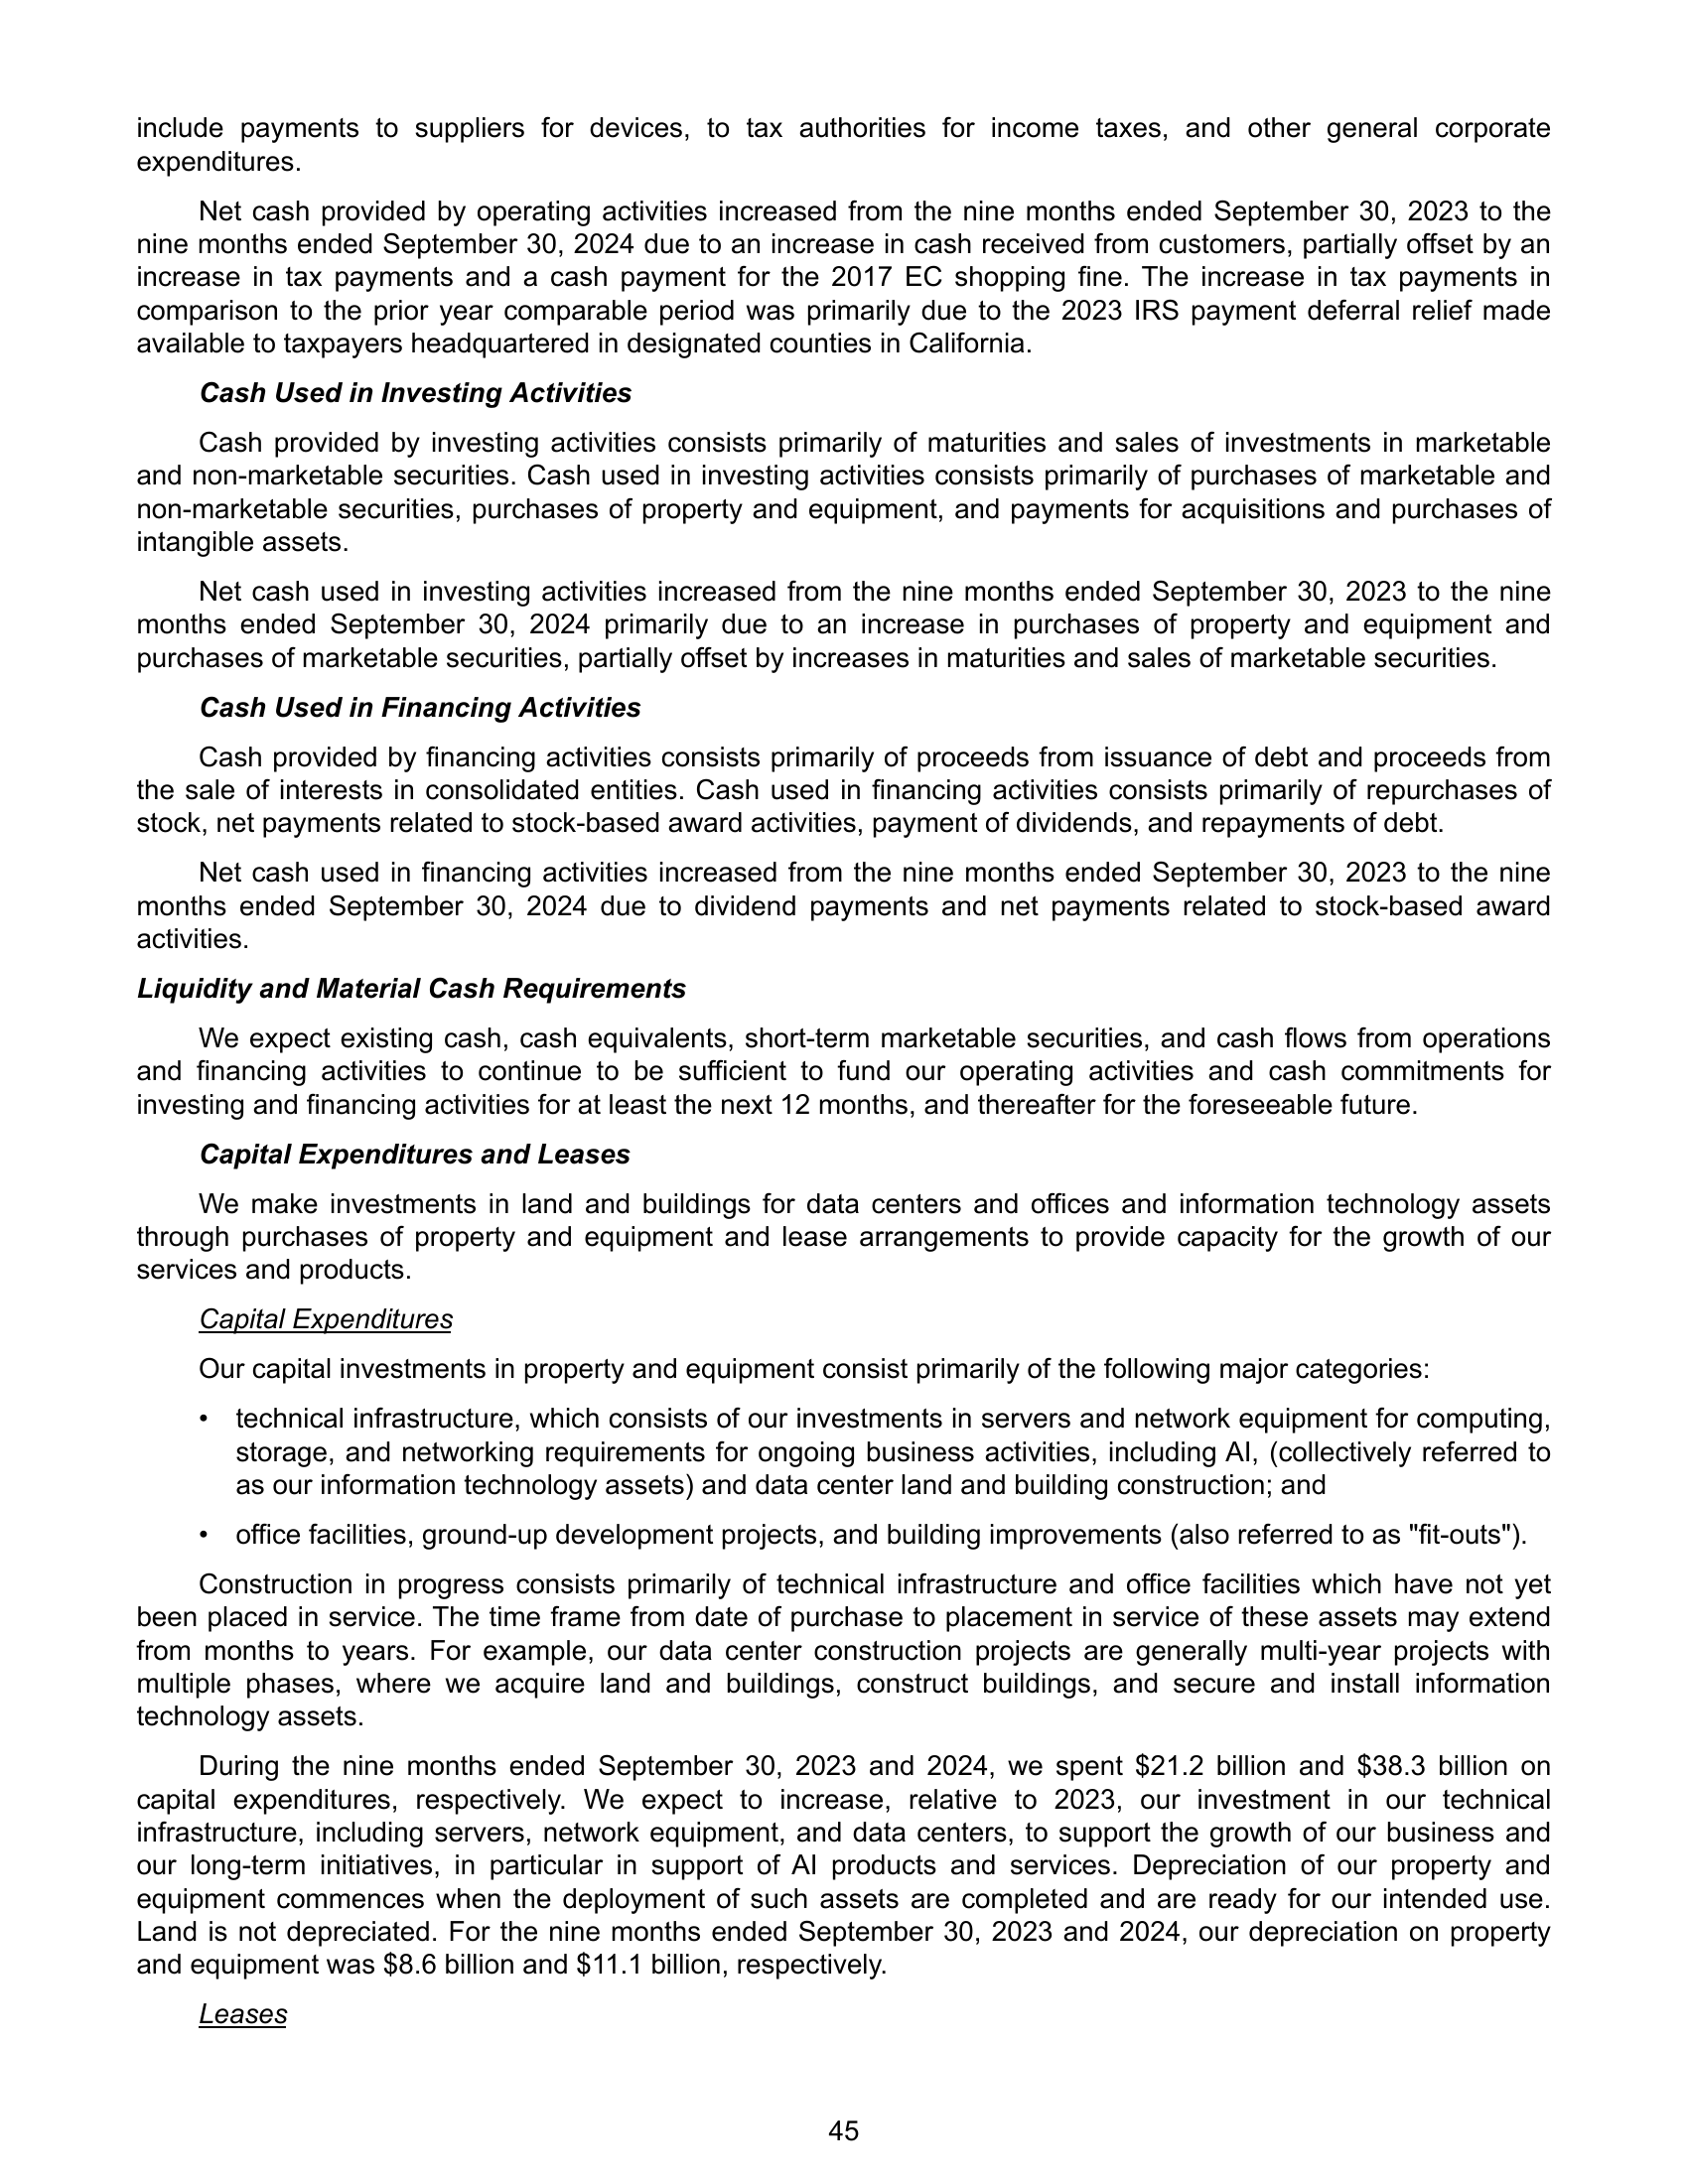 include payments to suppliers for devices, to tax authorities for income taxes, and other general corporate
expenditures.
Net cash provided by operating activities increased from the nine months ended September 30, 2023 to the
nine months ended September 30, 2024 due to an increase in cash received from customers, partially offset by an
increase in tax payments and a cash payment for the 2017 EC shopping fine. The increase in tax payments in
comparison to the prior year comparable period was primarily due to the 2023 IRS payment deferral relief made
available to taxpayers headquartered in designated counties in California.
Cash Used in Investing Activities
Cash provided by investing activities consists primarily of maturities and sales of investments in marketable
and non-marketable securities. Cash used in investing activities consists primarily of purchases of marketable and
non-marketable securities, purchases of property and equipment, and payments for acquisitions and purchases of
intangible assets.
Net cash used in investing activities increased from the nine months ended September 30, 2023 to the nine
months ended September 30, 2024 primarily due to an increase in purchases of property and equipment and
purchases of marketable securities, partially offset by increases in maturities and sales of marketable securities.
Cash Used in Financing Activities
Cash provided by financing activities consists primarily of proceeds from issuance of debt and proceeds from
the sale of interests in consolidated entities. Cash used in financing activities consists primarily of repurchases of
stock, net payments related to stock-based award activities, payment of dividends, and repayments of debt.
Net cash used in financing activities increased from the nine months ended September 30, 2023 to the nine
months ended September 30, 2024 due to dividend payments and net payments related to stock-based award
activities.
Liquidity and Material Cash Requirements
We expect existing cash, cash equivalents, short-term marketable securities, and cash flows from operations
and financing activities to continue to be sufficient to fund our operating activities and cash commitments for
investing and financing activities for at least the next 12 months, and thereafter for the foreseeable future.
Capital Expenditures and Leases
We make investments in land and buildings for data centers and offices and information technology assets
through purchases of property and equipment and lease arrangements to provide capacity for the growth of our
services and products.
Capital Expenditures
Our capital investments in property and equipment consist primarily of the following major categories:
• technical infrastructure, which consists of our investments in servers and network equipment for computing,
storage, and networking requirements for ongoing business activities, including AI, (collectively referred to
as our information technology assets) and data center land and building construction; and
• office facilities, ground-up development projects, and building improvements (also referred to as "fit-outs").
Construction in progress consists primarily of technical infrastructure and office facilities which have not yet
been placed in service. The time frame from date of purchase to placement in service of these assets may extend
from months to years. For example, our data center construction projects are generally multi-year projects with
multiple phases, where we acquire land and buildings, construct buildings, and secure and install information
technology assets.
During the nine months ended September 30, 2023 and 2024, we spent $21.2 billion and $38.3 billion on
capital expenditures, respectively. We expect to increase, relative to 2023, our investment in our technical
infrastructure, including servers, network equipment, and data centers, to support the growth of our business and
our long-term initiatives, in particular in support of AI products and services. Depreciation of our property and
equipment commences when the deployment of such assets are completed and are ready for our intended use.
Land is not depreciated. For the nine months ended September 30, 2023 and 2024, our depreciation on property
and equipment was $8.6 billion and $11.1 billion, respectively.
Leases
45